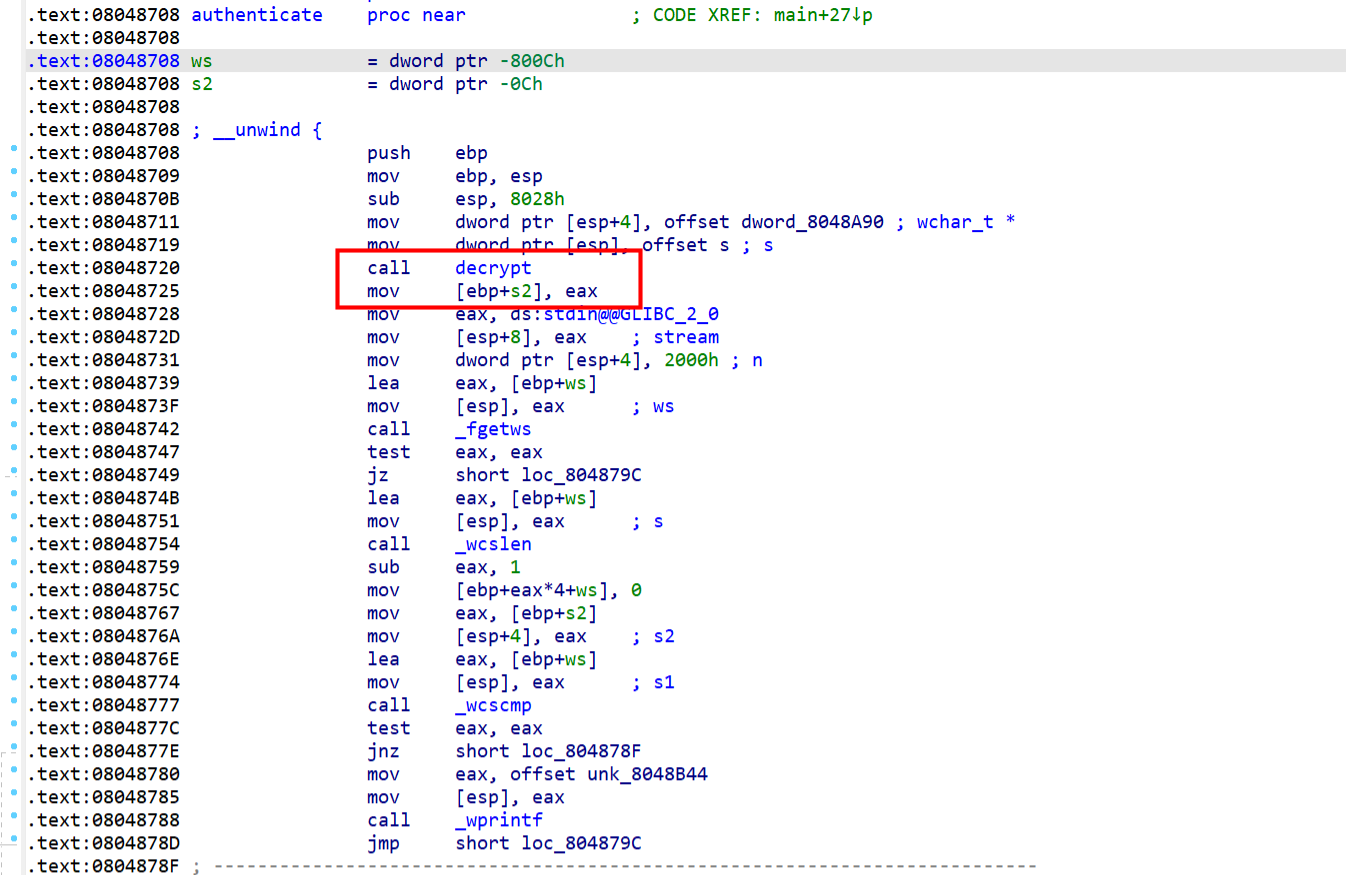 .text:08048708 authenticate    proc near               ; CODE XREF: main+27↓p
.text:08048708
.text:08048708 ws              = dword ptr -800Ch
.text:08048708 s2              = dword ptr -0Ch
.text:08048708
.text:08048708 ; __unwind {
.text:08048708                 push    ebp
.text:08048709                 mov     ebp, esp
.text:0804870B                 sub     esp, 8028h
.text:08048711                 mov     dword ptr [esp+4], offset dword_8048A90 ; wchar_t *
.text:08048719                 mov     dword ptr [esp], offset s ; s
.text:08048720                 call    decrypt
.text:08048725                 mov     [ebp+s2], eax
.text:08048728                 mov     eax, ds:stdin@@GLIBC_2_0
.text:0804872D                 mov     [esp+8], eax    ; stream
.text:08048731                 mov     dword ptr [esp+4], 2000h ; n
.text:08048739                 lea     eax, [ebp+ws]
.text:0804873F                 mov     [esp], eax      ; ws
.text:08048742                 call    _fgetws
.text:08048747                 test    eax, eax
.text:08048749                 jz      short loc_804879C
.text:0804874B                 lea     eax, [ebp+ws]
.text:08048751                 mov     [esp], eax      ; s
.text:08048754                 call    _wcslen
.text:08048759                 sub     eax, 1
.text:0804875C                 mov     [ebp+eax*4+ws], 0
.text:08048767                 mov     eax, [ebp+s2]
.text:0804876A                 mov     [esp+4], eax    ; s2
.text:0804876E                 lea     eax, [ebp+ws]
.text:08048774                 mov     [esp], eax      ; s1
.text:08048777                 call    _wcscmp
.text:0804877C                 test    eax, eax
.text:0804877E                 jnz     short loc_804878F
.text:08048780                 mov     eax, offset unk_8048B44
.text:08048785                 mov     [esp], eax
.text:08048788                 call    _wprintf
.text:0804878D                 jmp     short loc_804879C
.text:0804878F ; ---------------------------------------------------------------------------